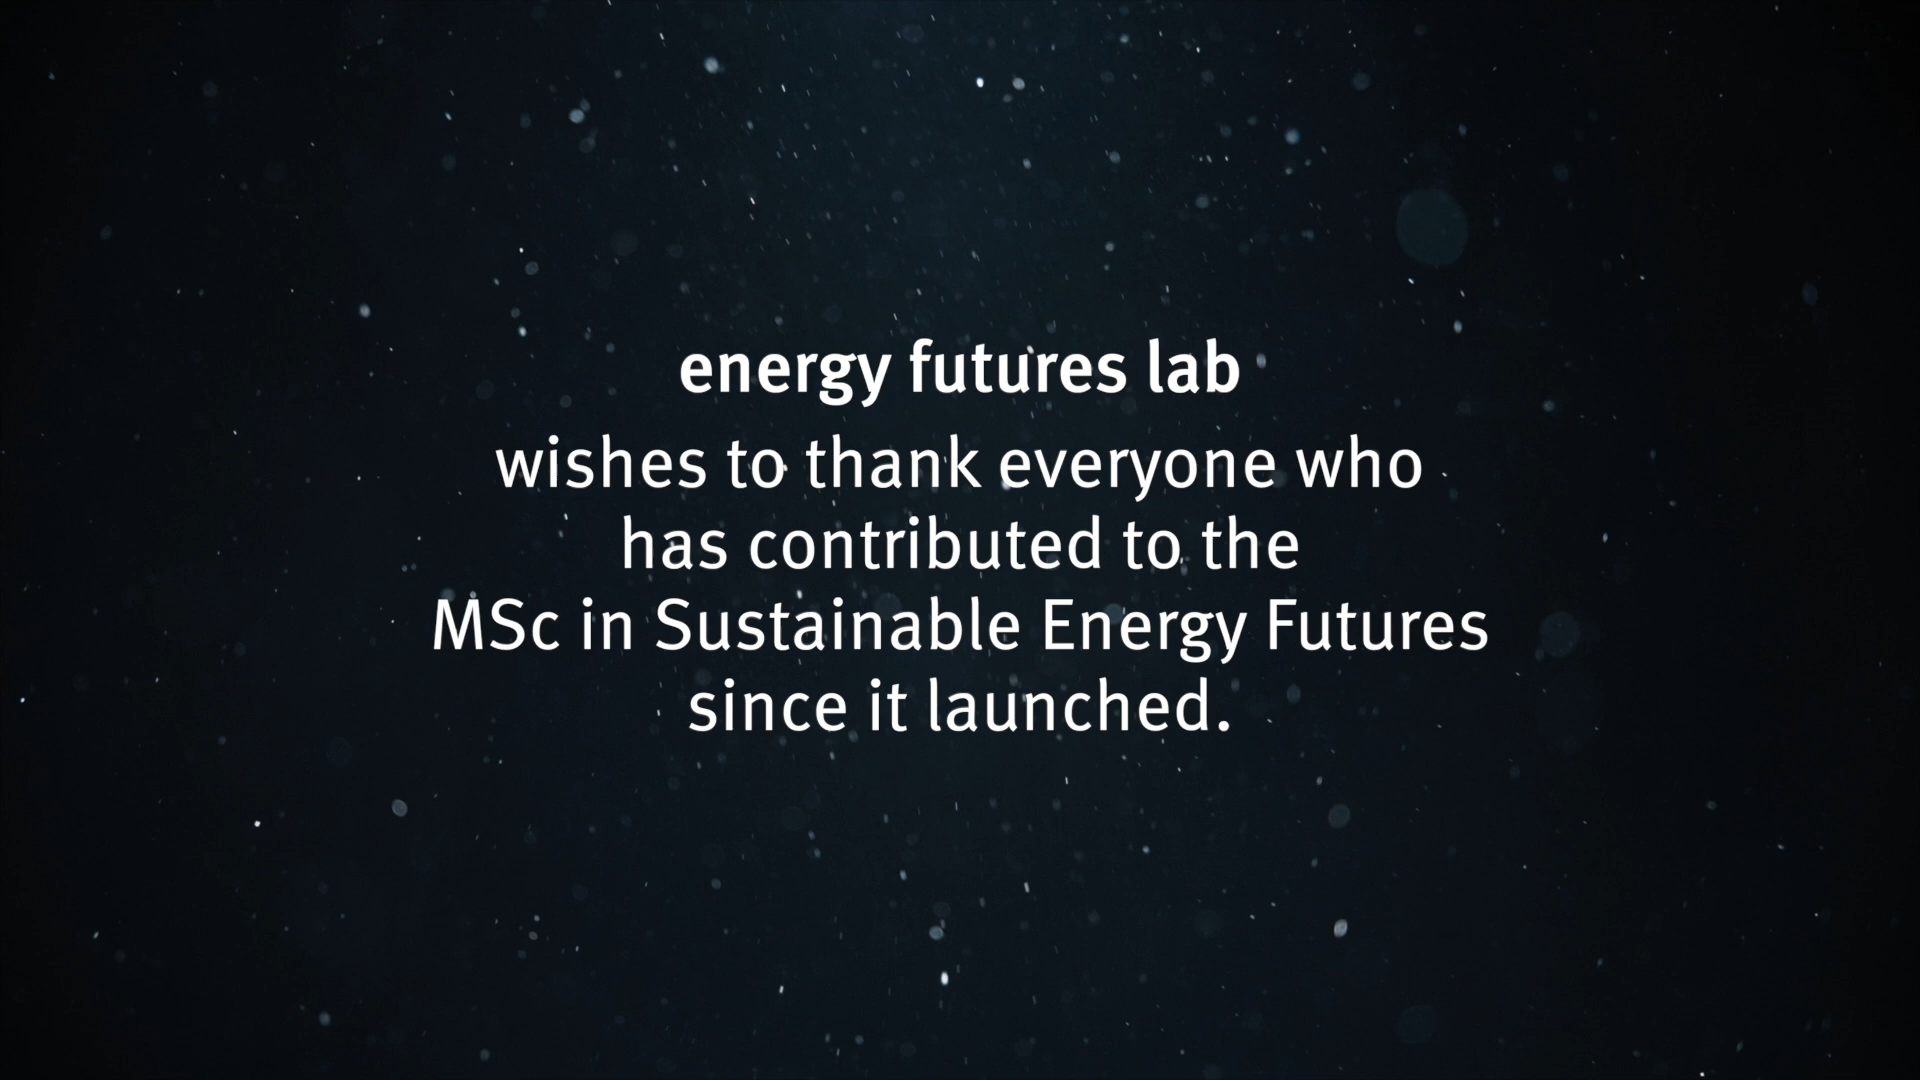 energy futures lab
wishes to thank everyone who
has contributed to the
MSc in Sustainable Energy Futures
since it launched.